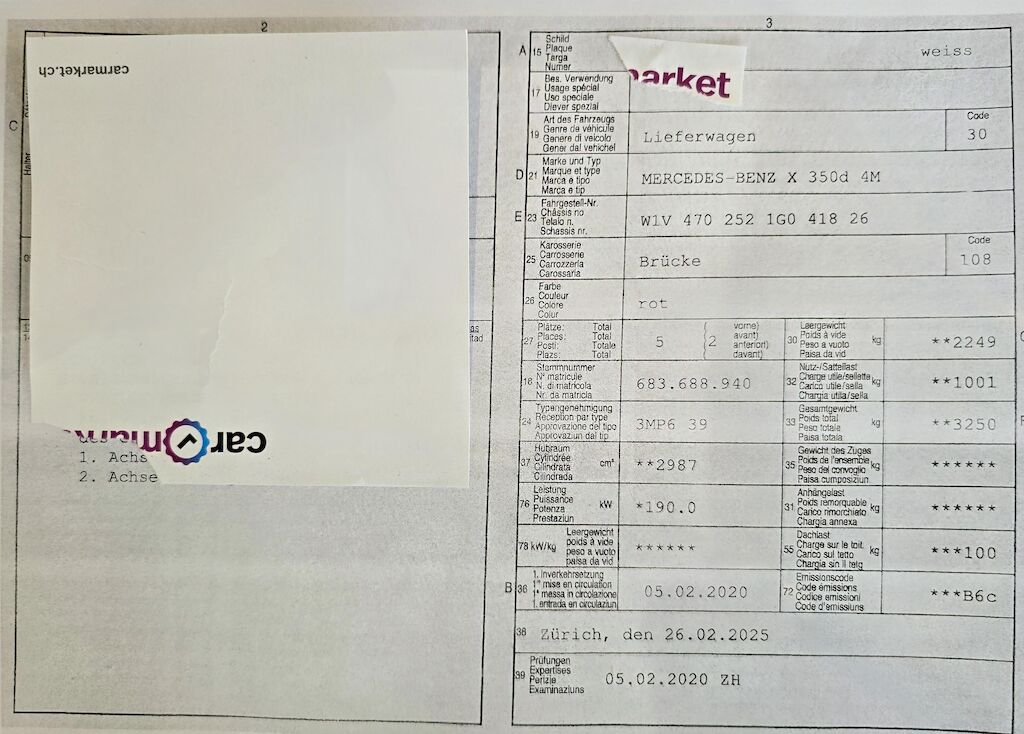 2
3
carmarket.ch
C
Halter
1. Achs
2. Achse
car market
A 15 Schild
Plaque
Targa
Numer
arket
weiss
17 Bes. Verwendung
Usage spécial
Uso speciale
Diever spezial
19 Art des Fahrzeugs
Genre de véhicule
Genere di veicolo
Gener dal vehichel
Lieferwagen
Code
30
D 21 Marke und Typ
Marque et type
Marca e tipo
Marca e tip
MERCEDES-BENZ X 350d 4M
E 23 Fahrgestell-Nr.
Châssis no
Telaio n.
Schassis nr.
W1V 470 252 1G0 418 26
25 Karosserie
Carrosserie
Carrozzeria
Carossaria
Brücke
Code
108
26 Farbe
Couleur
Colore
Colur
rot
27 Plätze: Total
Places: Total
Posti: Totale
Plazs: Total
5
( 2 vorne)
( avant)
( anteriori)
( davant)
30 Leergewicht
Poids à vide
Peso a vuoto
Paisa da vid
kg
**2249
18 Stammnummer
N° matricule
N. di matricola
Nr. da matricla
683.688.940
32 Nutz-/Sattellast
Charge utile/sellette
Carico utile/sella
Chargia utila/sella
kg
**1001
24 Typengenehmigung
Réception par type
Approvazione del tipo
Approvaziun dal tip
3MP6 39
33 Gesamtgewicht
Poids total
Peso totale
Paisa totala
kg
**3250
37 Hubraum
Cylindrée
Cilindrata
Cilindrada
cm³
**2987
35 Gewicht des Zuges
Poids de l'ensemble
Peso del convoglio
Paisa cumposiziun
kg
******
76 Leistung
Puissance
Potenza
Prestaziun
kW
*190.0
31 Anhängelast
Poids remorquable
Carico rimorchiato
Chargia annexa
kg
******
78 kW/kg Leergewicht
poids à vide
peso a vuoto
paisa da vid
******
55 Dachlast
Charge sur le toit
Carico sul tetto
Chargia sin il tetg
kg
***100
B 36 1. Inverkehrsetzung
1re mise en circulation
1a messa in circolazione
1. entrada en circulaziun
05.02.2020
72 Emissionscode
Code émissions
Codice emissioni
Code d'emissiuns
***B6c
38 Zürich, den 26.02.2025
39 Prüfungen
Expertises
Perizie
Examinaziuns
05.02.2020 ZH